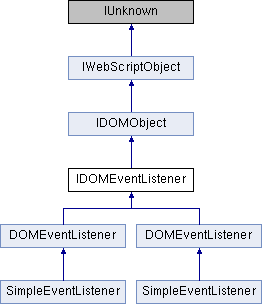 IUnknown
IWebScriptObject
IDOMObject
IDOMEventListener
DOMEventListener
DOMEventListener
SimpleEventListener
SimpleEventListener